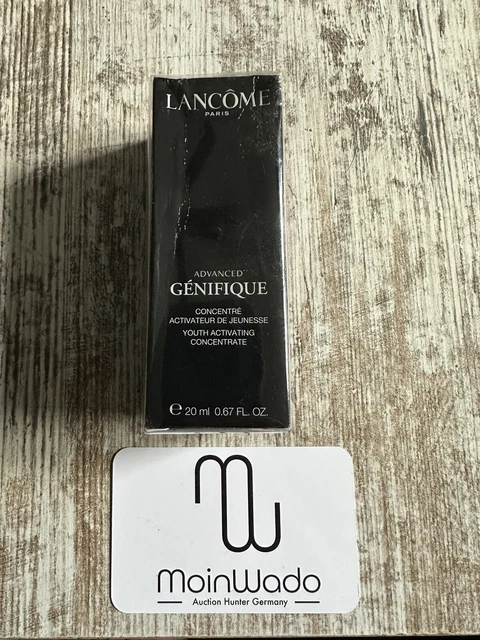 LANCÔME
PARIS
ADVANCED™
GÉNIFIQUE
CONCENTRÉ
ACTIVATEUR DE JEUNESSE
YOUTH ACTIVATING
CONCENTRATE
℮ 20 ml 0.67 FL. OZ.
MoinWado
Auction Hunter Germany